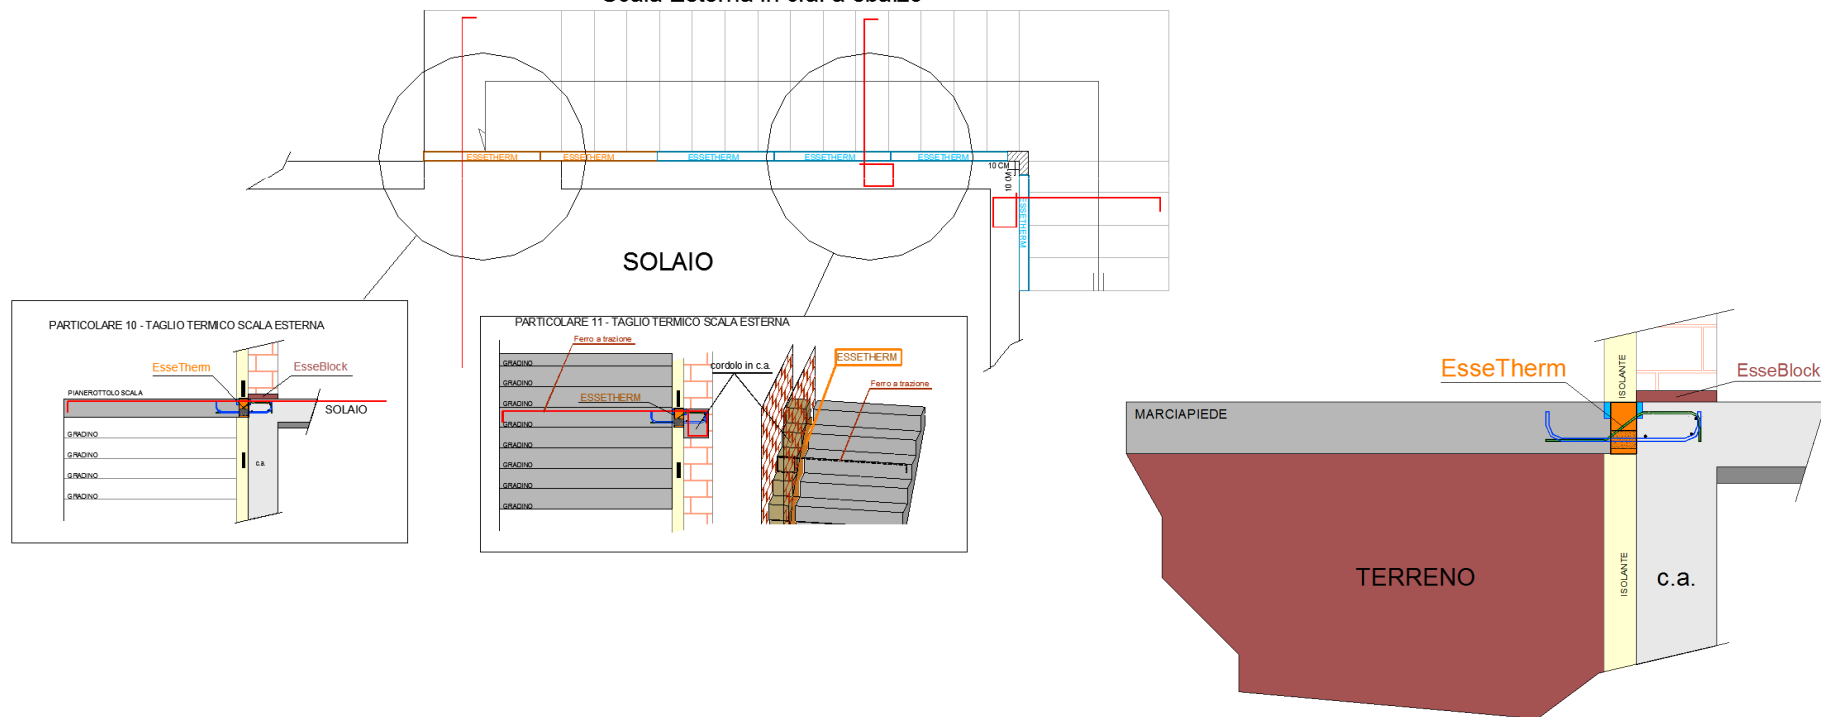 Scala Esterna in c.a. a sbalzo
ESSETHERM
ESSETHERM
ESSETHERM
ESSETHERM
ESSETHERM
10 CM
10 CM
ESSETHERM
SOLAIO
PARTICOLARE 10 - TAGLIO TERMICO SCALA ESTERNA
EsseTherm
EsseBlock
PIANEROTTOLO SCALA
SOLAIO
GRADINO
GRADINO
GRADINO
GRADINO
c.a.
PARTICOLARE 11 - TAGLIO TERMICO SCALA ESTERNA
Ferro a trazione
GRADINO
GRADINO
GRADINO
GRADINO
GRADINO
GRADINO
GRADINO
GRADINO
ESSETHERM
cordolo in c.a.
ESSETHERM
Ferro a trazione
ISOLANTE
EsseTherm
EsseBlock
MARCIAPIEDE
TERRENO
ISOLANTE
c.a.